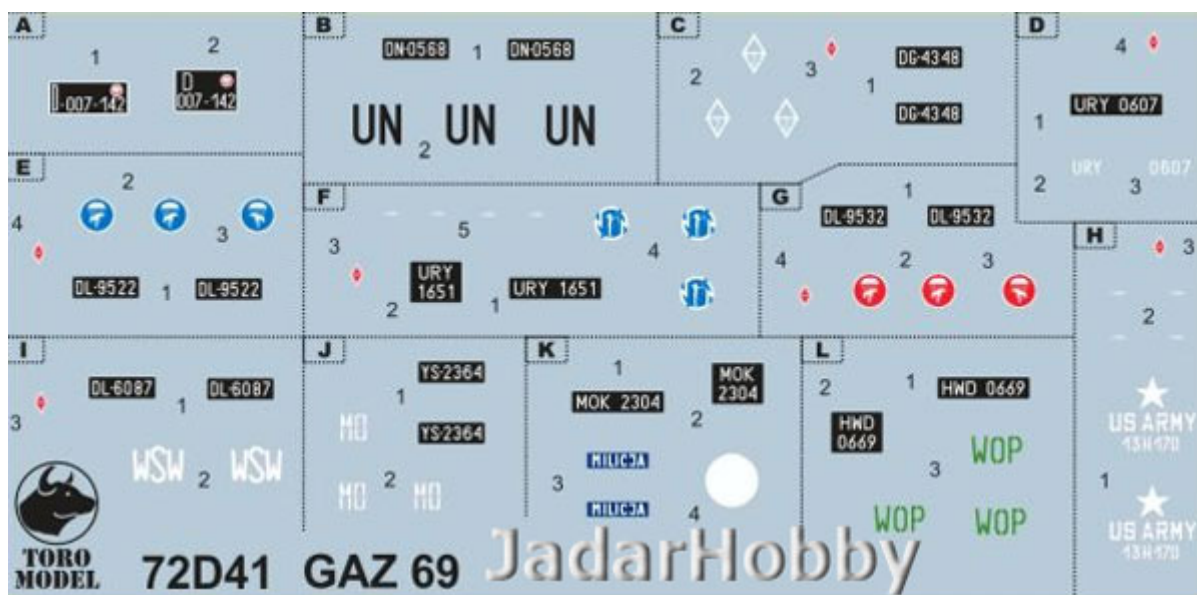 A
1
2
D-007-142
D
007-142
B
DN-0568 1 DN-0568
UN UN UN
2
C
2
3
DG-4348
1
DG-4348
D
4
URY 0607
1
URY 0607
2 3
E
2
4
3
DL-9522 1 DL-9522
F
5
3
4
URY
1651
URY 1651
2
1
G
1
DL-9532 DL-9532
4
2
3
H
3
2
US ARMY
13H170
1
US ARMY
13H170
I
DL-6087 1 DL-6087
3
WSW 2 WSW
J
YS-2364
1
MO
YS-2364
2
MO MO
K
1
MOK 2304
MOK
2304
2
MILICJA
3
MILICJA
4
L
2
1
HWD 0669
HWD
0669
WOP
3
WOP WOP
TORO
MODEL
72D41 GAZ 69
JadarHobby